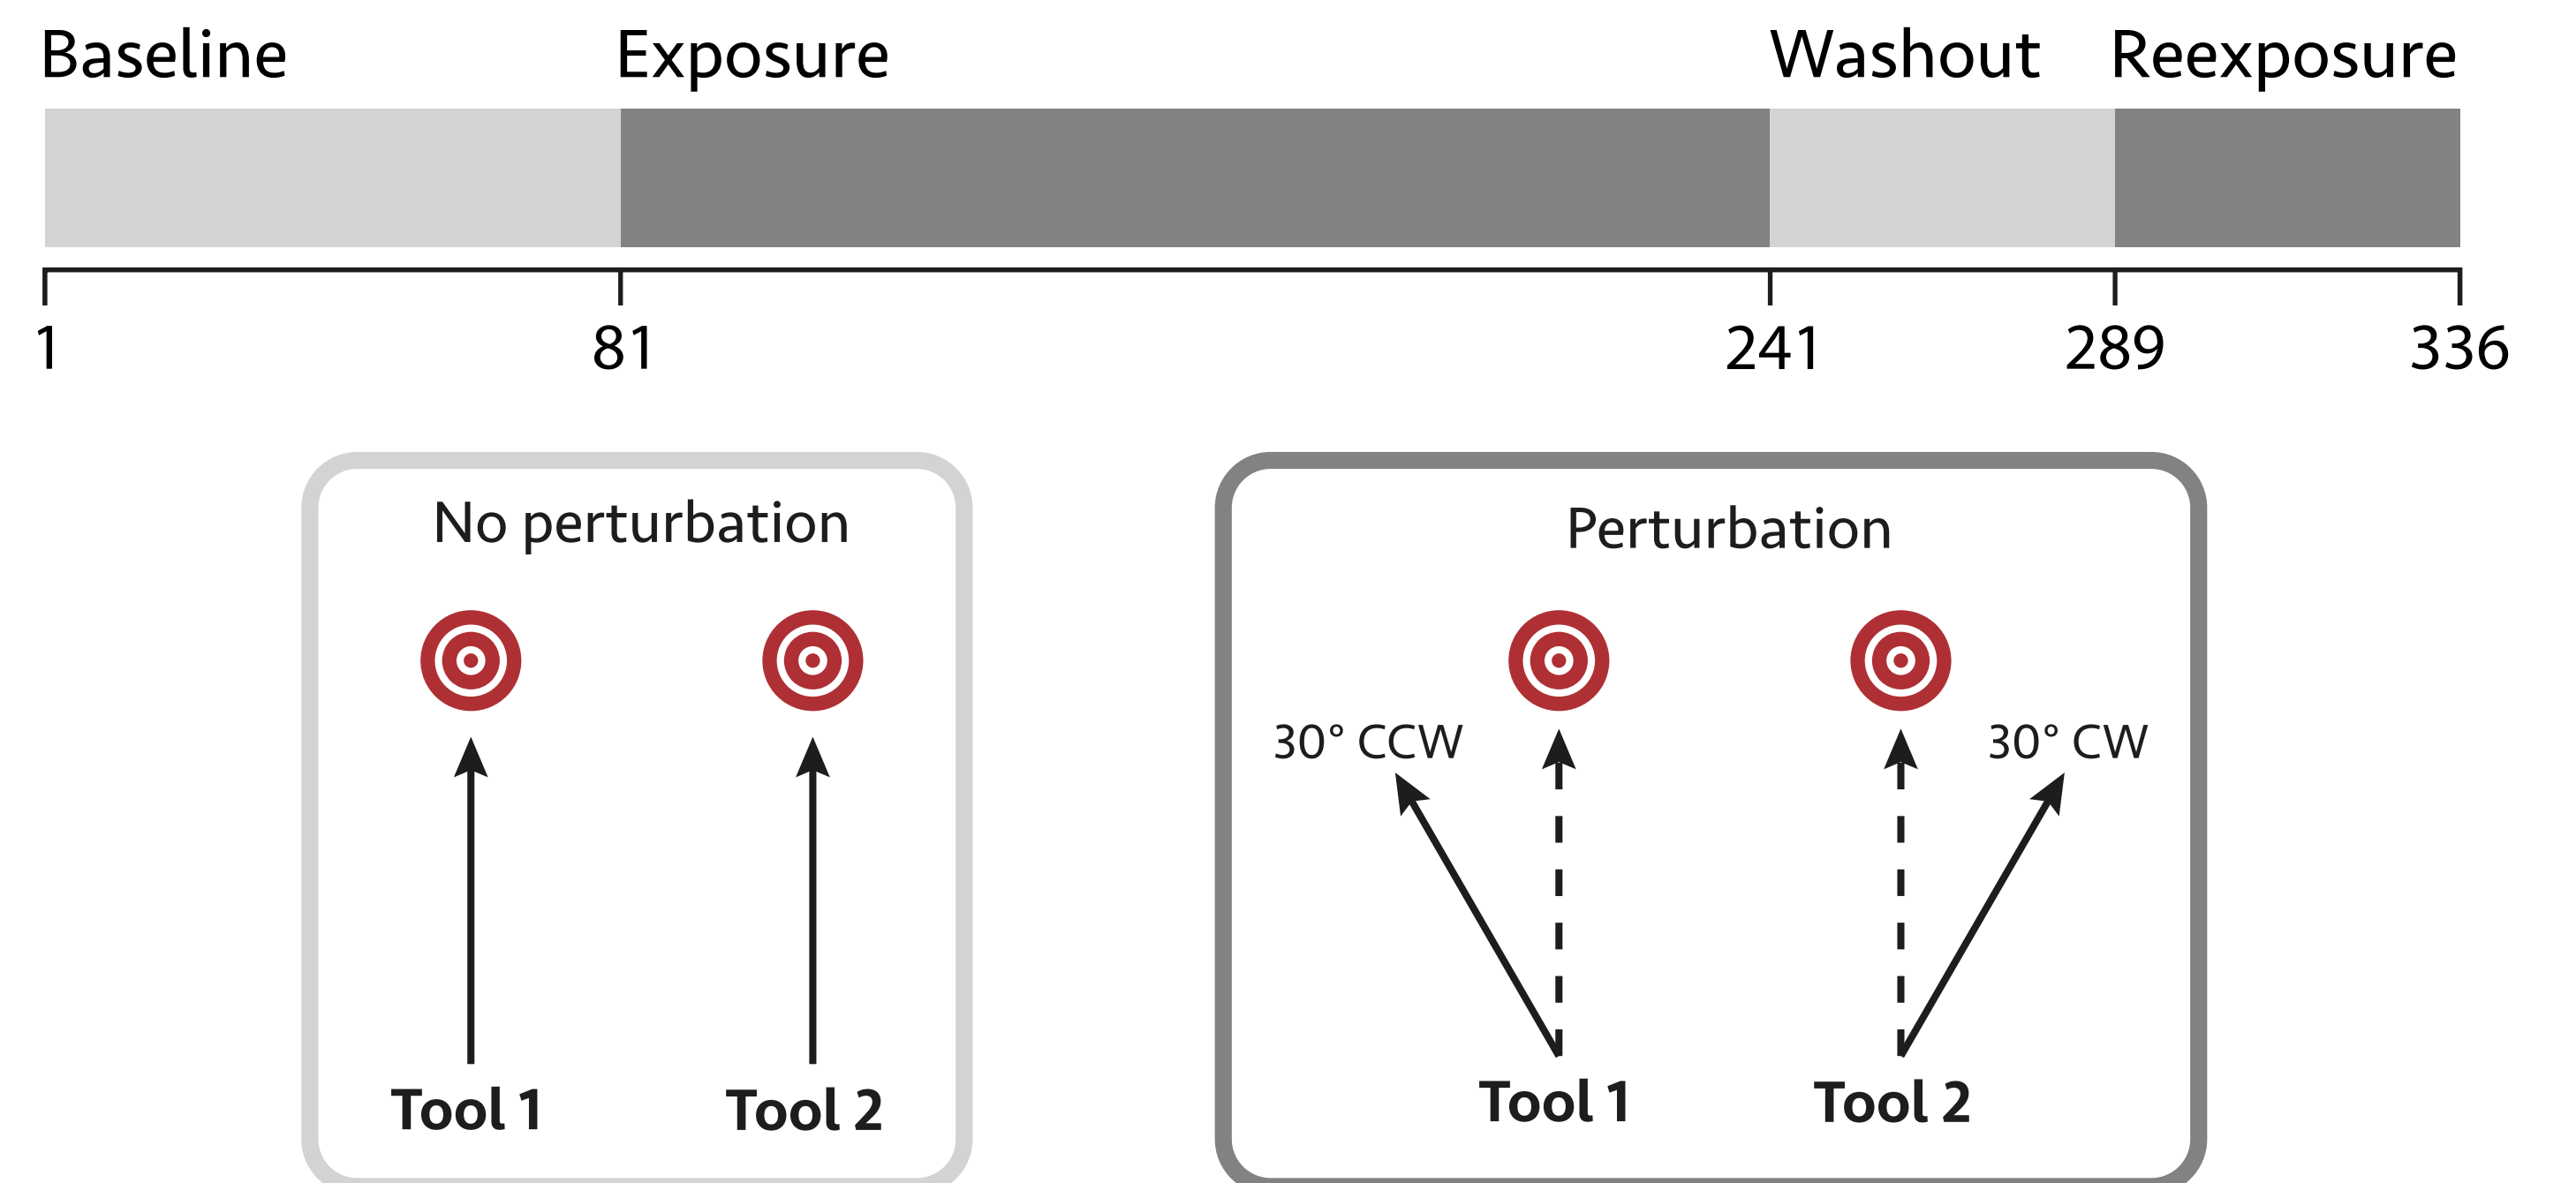 Baseline Exposure Washout Reexposure
1 81 241 289 336
No perturbation
Perturbation
30° CCW
30° CW
Tool 1 Tool 2
Tool 1 Tool 2